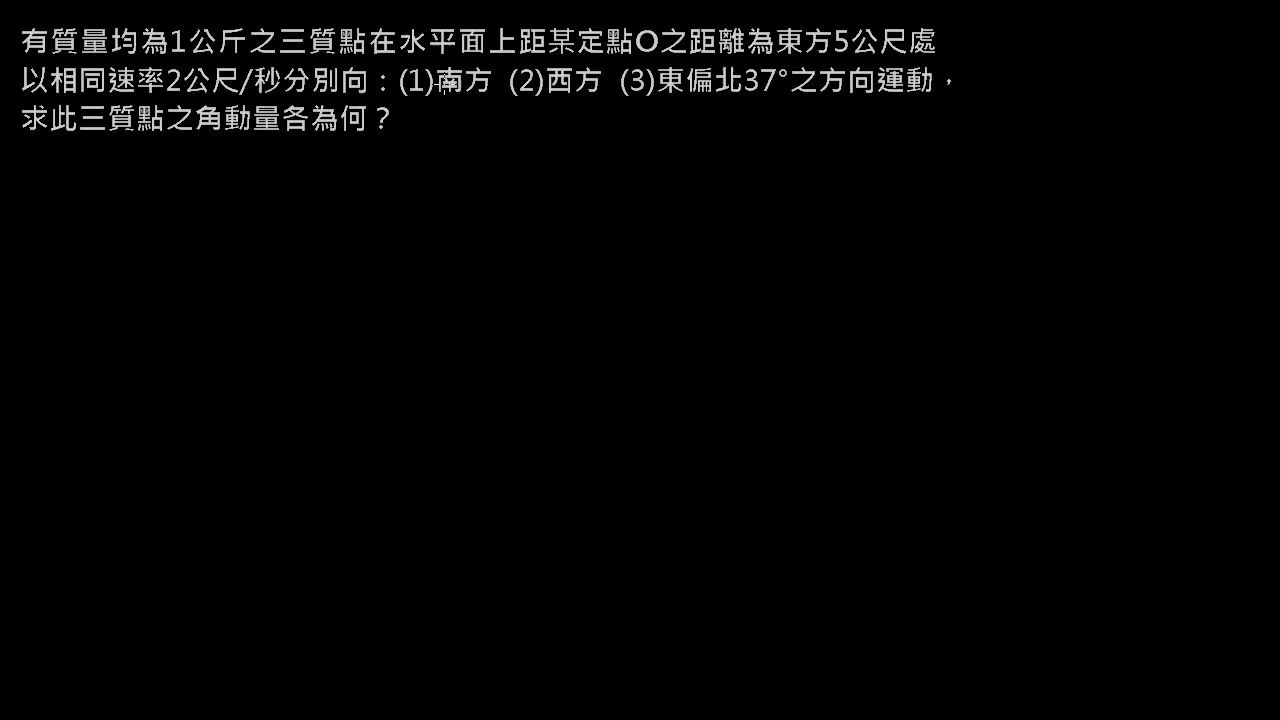 有質量均為1公斤之三質點在水平面上距某定點O之距離為東方5公尺處
以相同速率2公尺/秒分別向：(1)南方 (2)西方 (3)東偏北37°之方向運動，
求此三質點之角動量各為何？